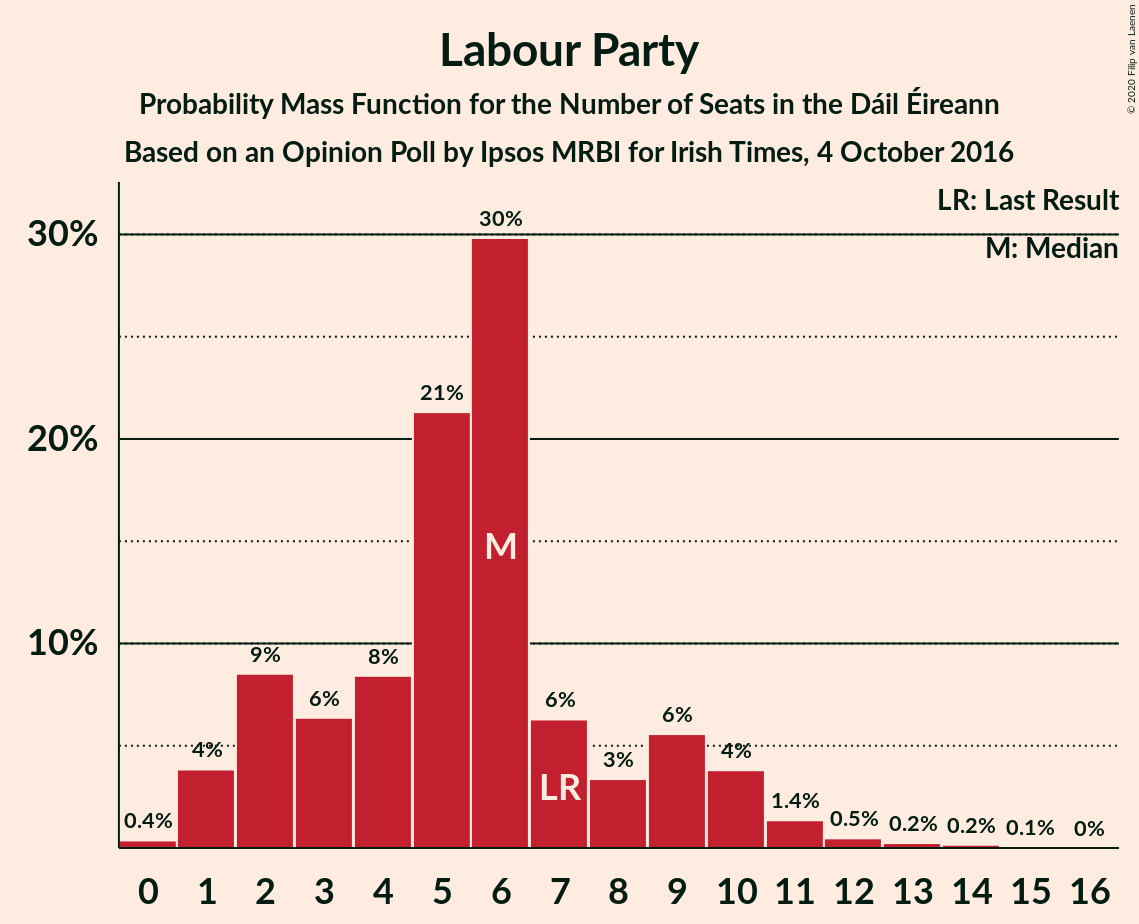 Labour Party
Probability Mass Function for the Number of Seats in the Dáil Éireann
Based on an Opinion Poll by Ipsos MRBI for Irish Times, 4 October 2016
© 2020 Filip van Laenen
LR: Last Result
M: Median
30%
20%
10%
0.4%
4%
9%
6%
8%
21%
30%
6%
3%
6%
4%
1.4%
0.5%
0.2%
0.2%
0.1%
0%
M
LR
0 1 2 3 4 5 6 7 8 9 10 11 12 13 14 15 16